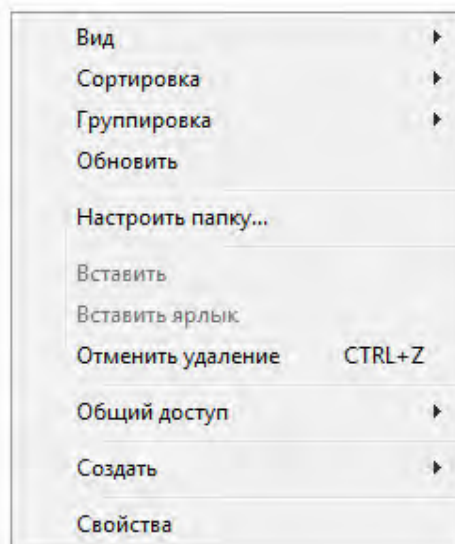 Вид
Сортировка
Группировка
Обновить
Настроить папку...
Вставить
Вставить ярлык
Отменить удаление CTRL+Z
Общий доступ
Создать
Свойства